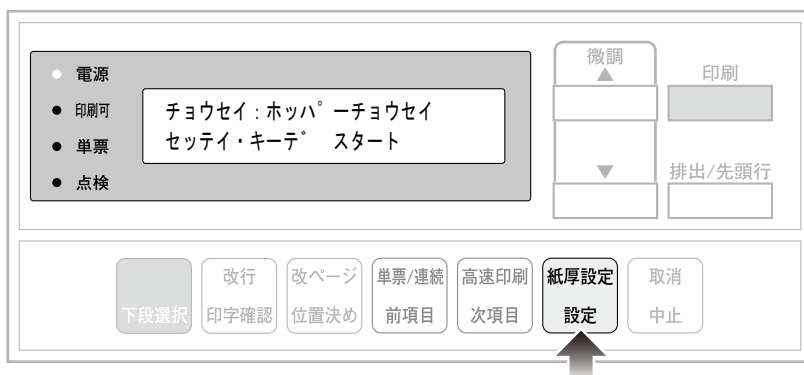 電源
印刷可
単票
点検
チョウセイ:ホッパ゜ーチョウセイ
セッテイ・キーデ゛ スタート
微調
▲
▼
印刷
排出/先頭行
下段選択
改行
印字確認
改ページ
位置決め
単票/連続
前項目
高速印刷
次項目
紙厚設定
設定
取消
中止